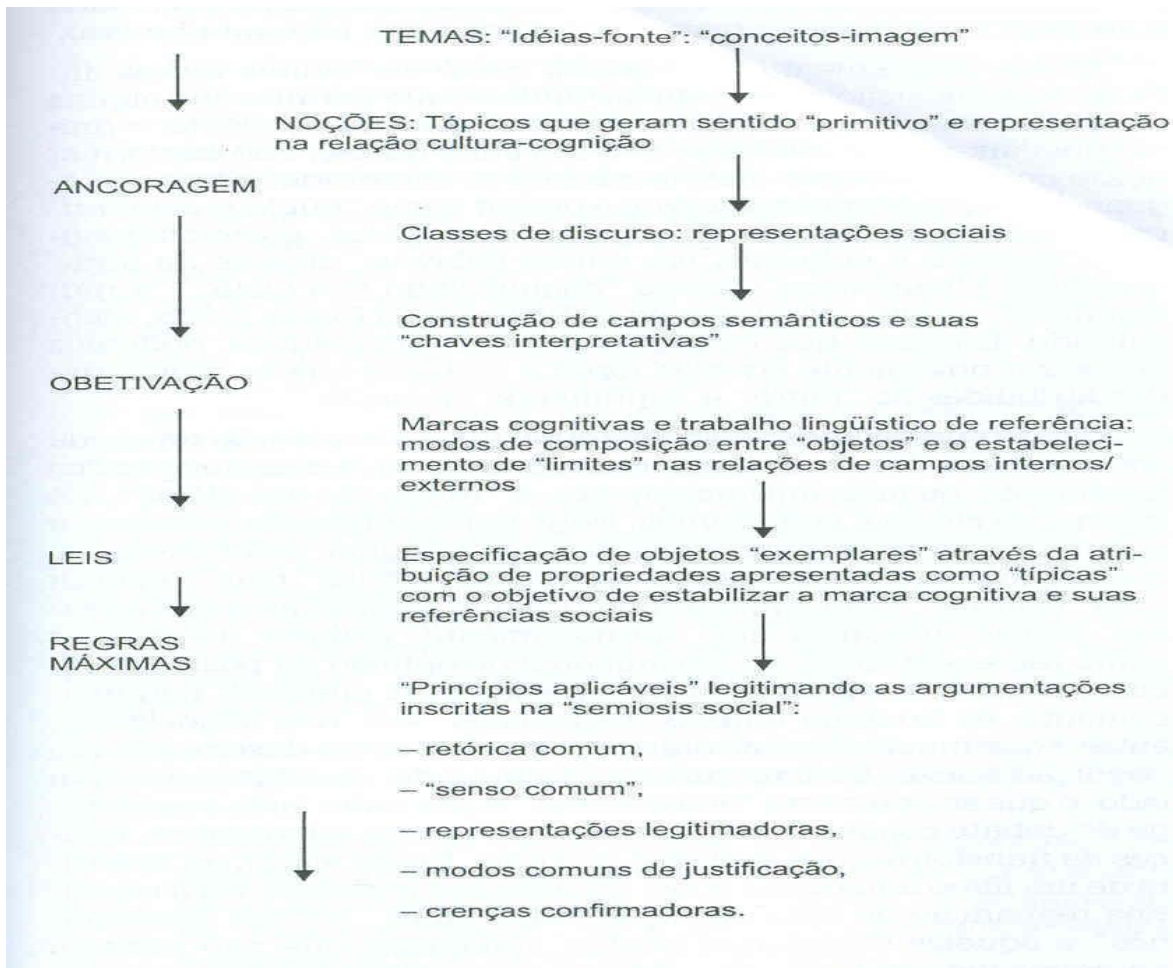 TEMAS: “Idéias-fonte”: “conceitos-imagem”
NOÇÕES: Tópicos que geram sentido “primitivo” e representação
na relação cultura-cognição
ANCORAGEM
Classes de discurso: representações sociais
Construção de campos semânticos e suas
“chaves interpretativas”
OBETIVAÇÃO
Marcas cognitivas e trabalho lingüístico de referência:
modos de composição entre “objetos” e o estabeleci-
mento de “limites” nas relações de campos internos/
externos
LEIS
Especificação de objetos “exemplares” através da atri-
buição de propriedades apresentadas como “típicas”
com o objetivo de estabilizar a marca cognitiva e suas
referências sociais
REGRAS
MÁXIMAS
“Princípios aplicáveis” legitimando as argumentações
inscritas na “semiosis social”:
– retórica comum,
– “senso comum”,
– representações legitimadoras,
– modos comuns de justificação,
– crenças confirmadoras.